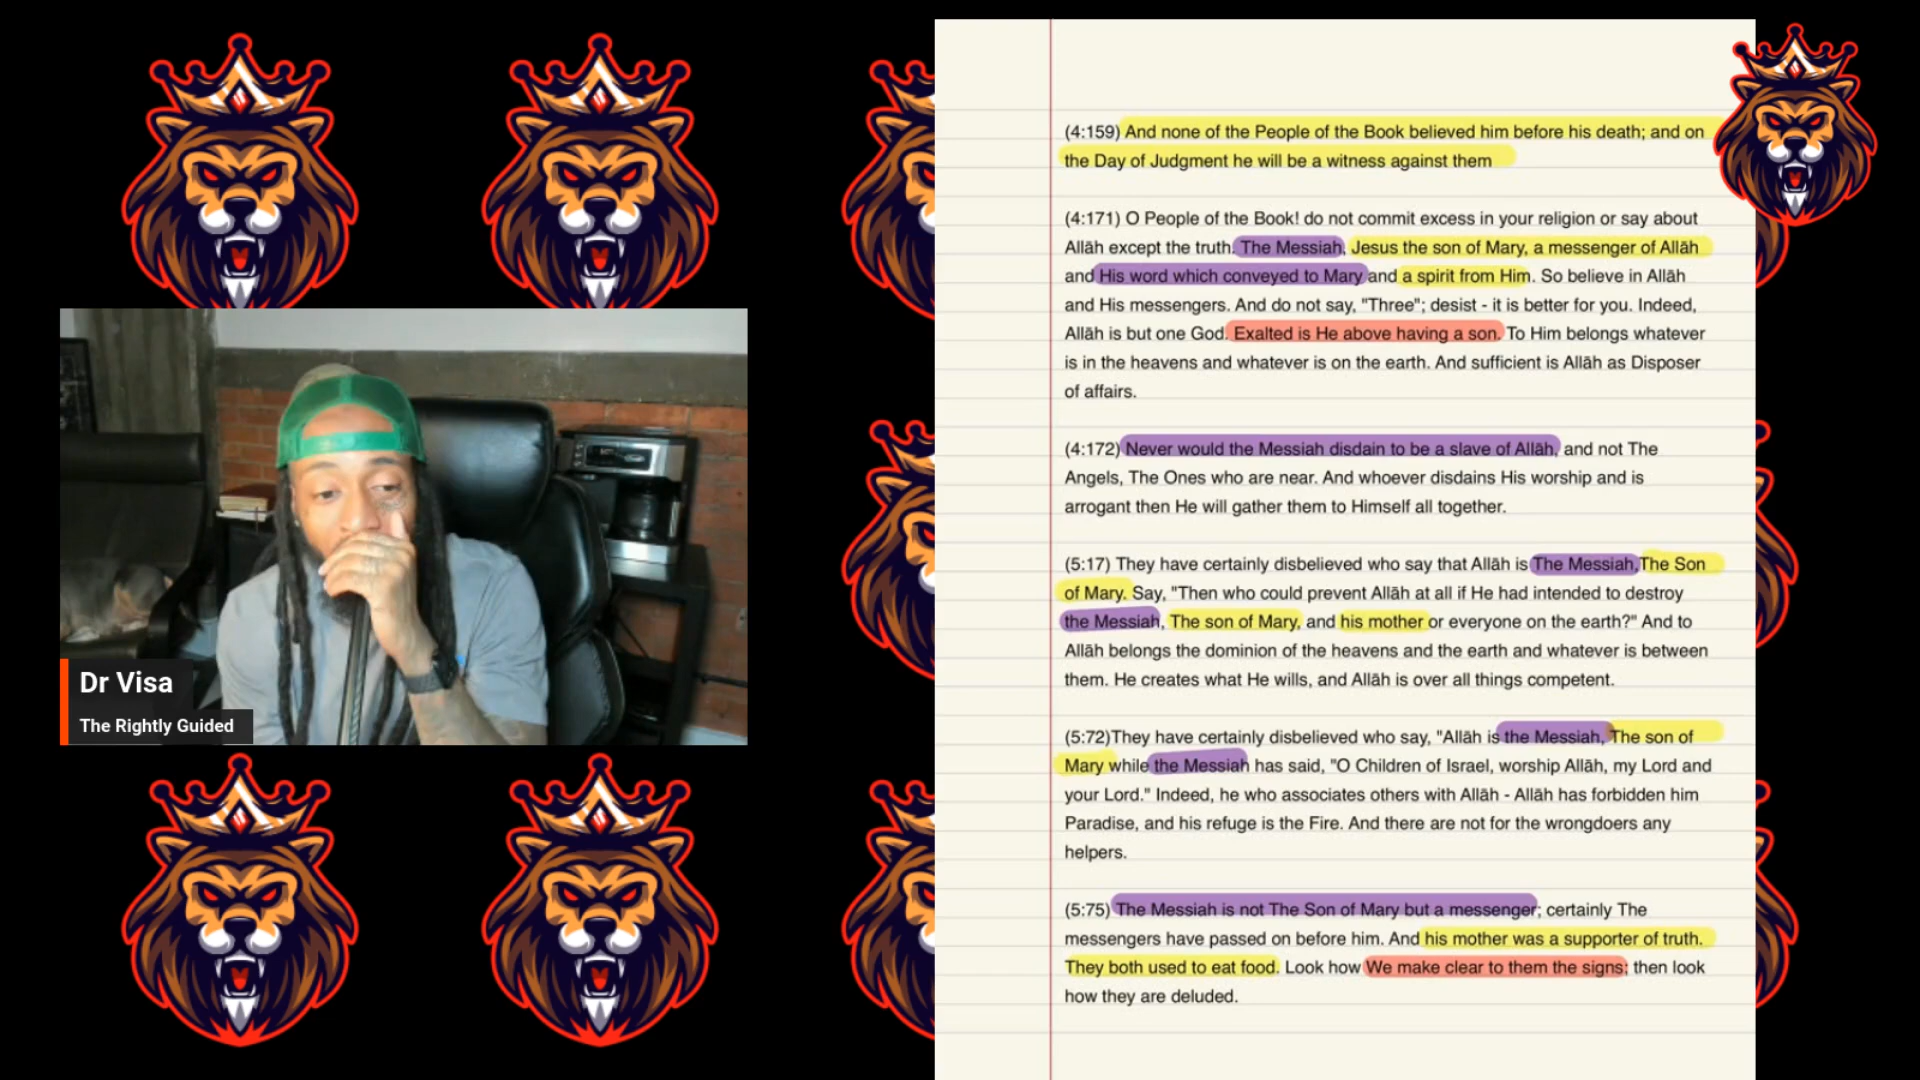 (4:159) And none of the People of the Book believed him before his death; and on
the Day of Judgment he will be a witness against them
(4:171) O People of the Book! do not commit excess in your religion or say about
Allāh except the truth. The Messiah, Jesus the son of Mary, a messenger of Allāh
and His word which conveyed to Mary and a spirit from Him. So believe in Allāh
and His messengers. And do not say, "Three"; desist - it is better for you. Indeed,
Allāh is but one God. Exalted is He above having a son. To Him belongs whatever
is in the heavens and whatever is on the earth. And sufficient is Allāh as Disposer
of affairs.
(4:172) Never would the Messiah disdain to be a slave of Allāh, and not The
Angels, The Ones who are near. And whoever disdains His worship and is
arrogant then He will gather them to Himself all together.
(5:17) They have certainly disbelieved who say that Allāh is The Messiah, The Son
of Mary. Say, "Then who could prevent Allāh at all if He had intended to destroy
the Messiah, The son of Mary, and his mother or everyone on the earth?" And to
Allāh belongs the dominion of the heavens and the earth and whatever is between
them. He creates what He wills, and Allāh is over all things competent.
(5:72)They have certainly disbelieved who say, "Allāh is the Messiah, The son of
Mary while the Messiah has said, "O Children of Israel, worship Allāh, my Lord and
your Lord." Indeed, he who associates others with Allāh - Allāh has forbidden him
Paradise, and his refuge is the Fire. And there are not for the wrongdoers any
helpers.
(5:75) The Messiah is not The Son of Mary but a messenger; certainly The
messengers have passed on before him. And his mother was a supporter of truth.
They both used to eat food. Look how We make clear to them the signs; then look
how they are deluded.
Dr Visa
The Rightly Guided